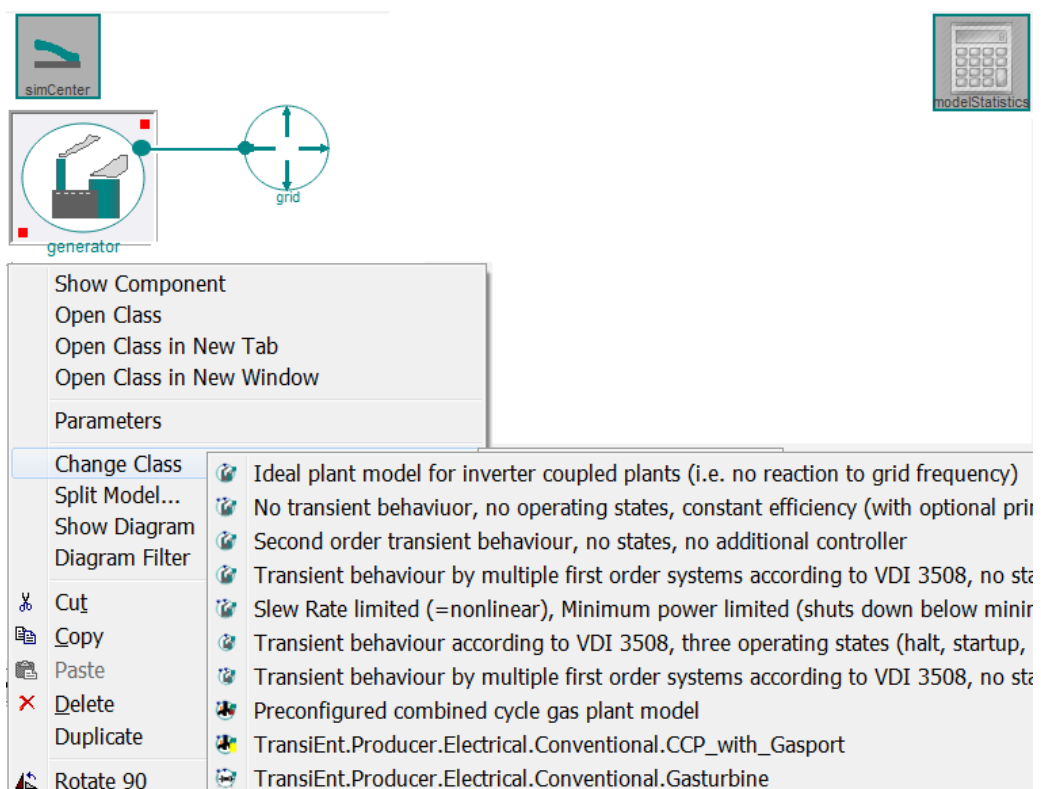 simCenter
modelStatistics
grid
generator
Show Component
Open Class
Open Class in New Tab
Open Class in New Window
Parameters
Change Class
Split Model...
Show Diagram
Diagram Filter
Cut
Copy
Paste
Delete
Duplicate
Rotate 90
Ideal plant model for inverter coupled plants (i.e. no reaction to grid frequency)
No transient behaviuor, no operating states, constant efficiency (with optional
Second order transient behaviour, no states, no additional controller
Transient behaviour by multiple first order systems according to VDI 3508, no
Slew Rate limited (=nonlinear), Minimum power limited (shuts down below
Transient behaviour according to VDI 3508, three operating states (halt, startup,
Transient behaviour by multiple first order systems according to VDI 3508, no
Preconfigured combined cycle gas plant model
TransiEnt.Producer.Electrical.Conventional.CCP_with_Gasport
TransiEnt.Producer.Electrical.Conventional.Gasturbine